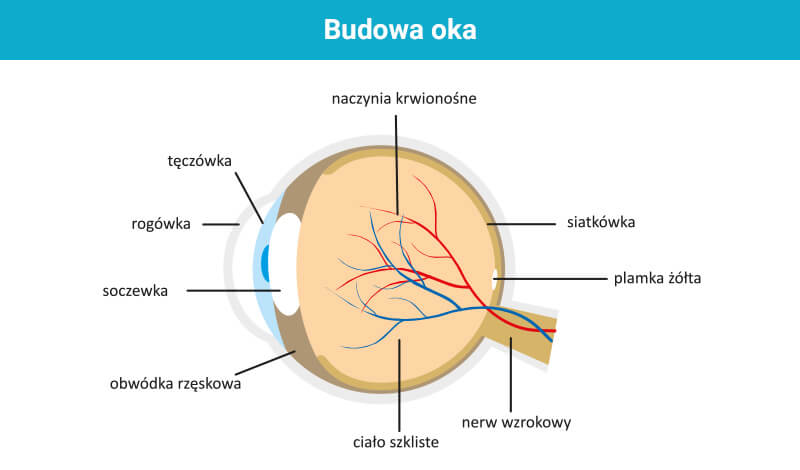 Budowa oka
naczynia krwionośne
tęczówka
rogówka
siatkówka
plamka żółta
soczewka
obwódka rzęskowa
nerw wzrokowy
ciało szkliste